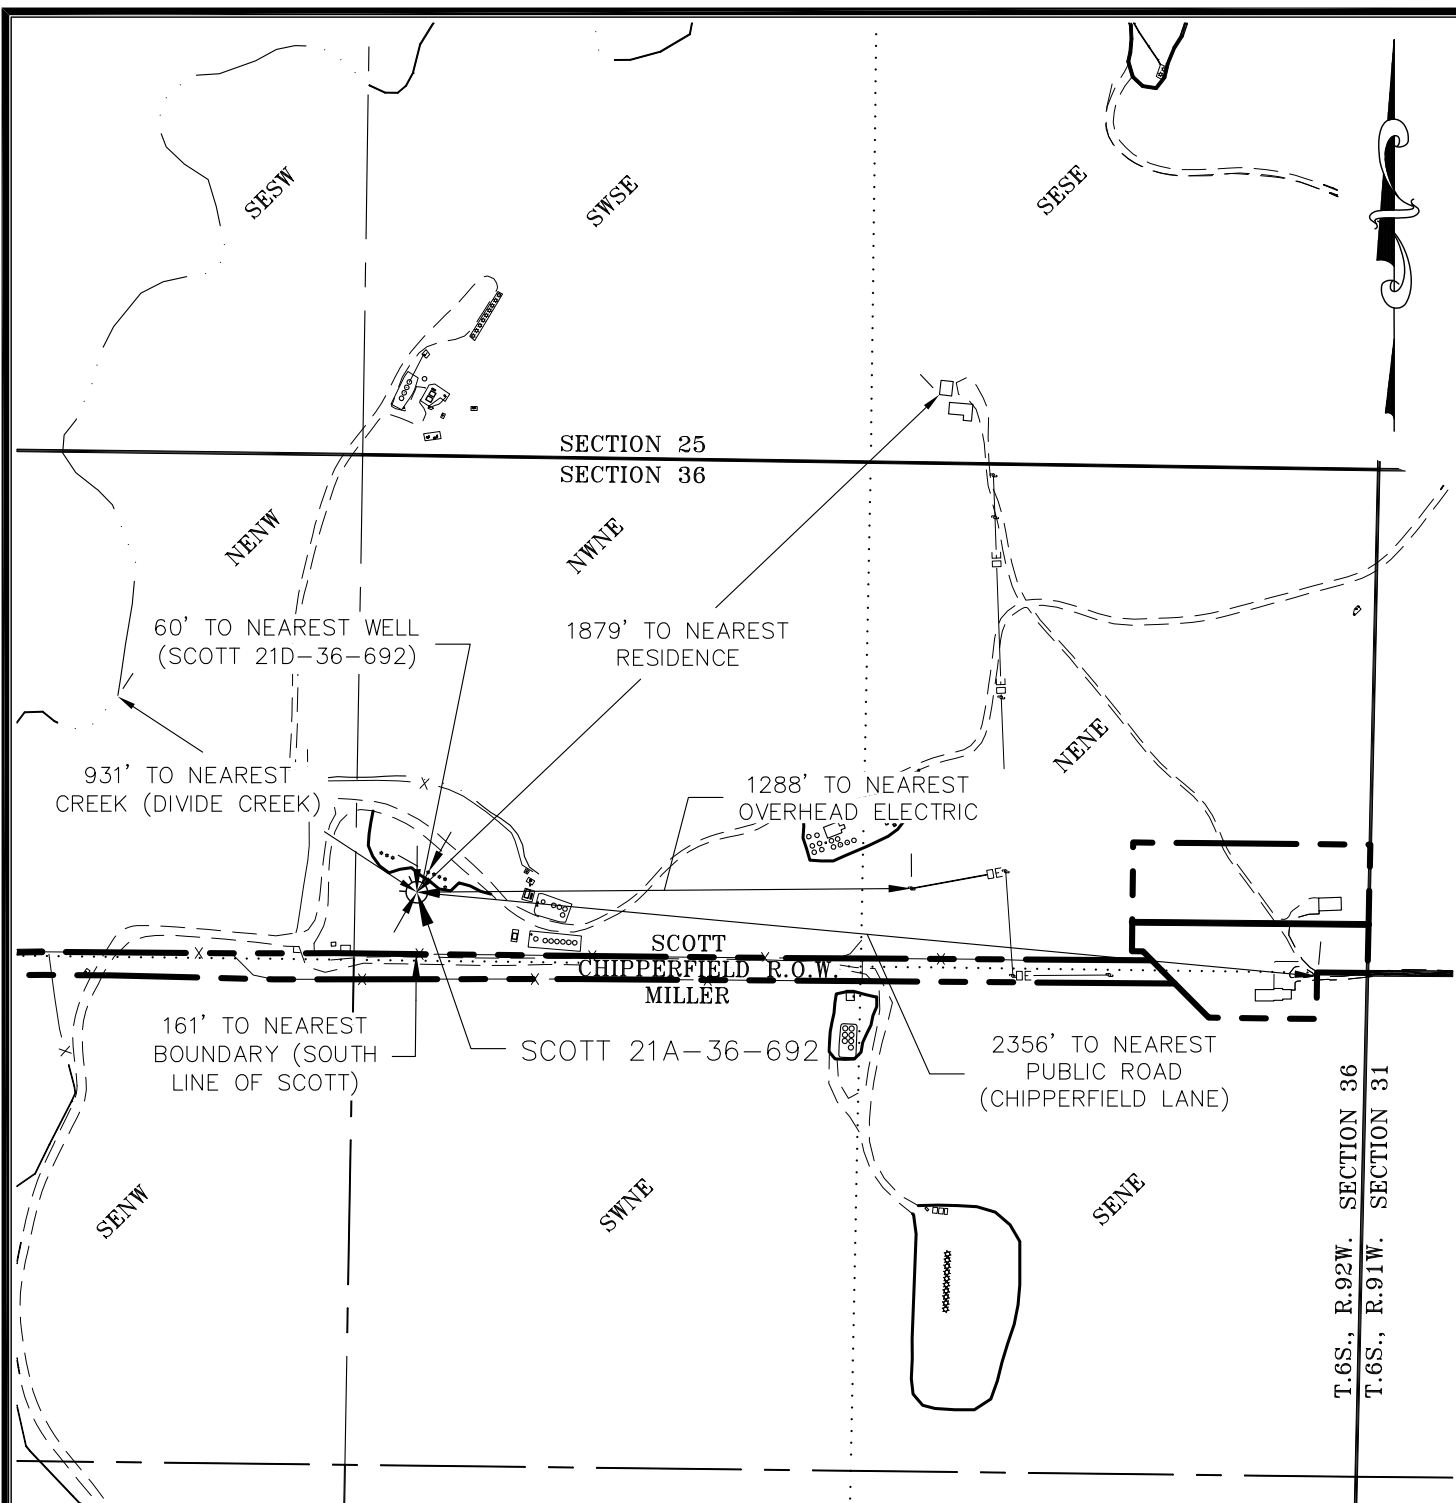 SESW
SWSE
SESE
SECTION 25
SECTION 36
NENW
NWNE
60' TO NEAREST WELL
(SCOTT 21D-36-692)
1879' TO NEAREST
RESIDENCE
NENE
931' TO NEAREST
CREEK (DIVIDE CREEK)
1288' TO NEAREST
OVERHEAD ELECTRIC
SCOTT
CHIPPERFIELD R.O.W.
MILLER
161' TO NEAREST
BOUNDARY (SOUTH
LINE OF SCOTT)
SCOTT 21A-36-692
2356' TO NEAREST
PUBLIC ROAD
(CHIPPERFIELD LANE)
SENW
SWNE
SENE
T.6S., R.92W. SECTION 36
T.6S., R.91W. SECTION 31